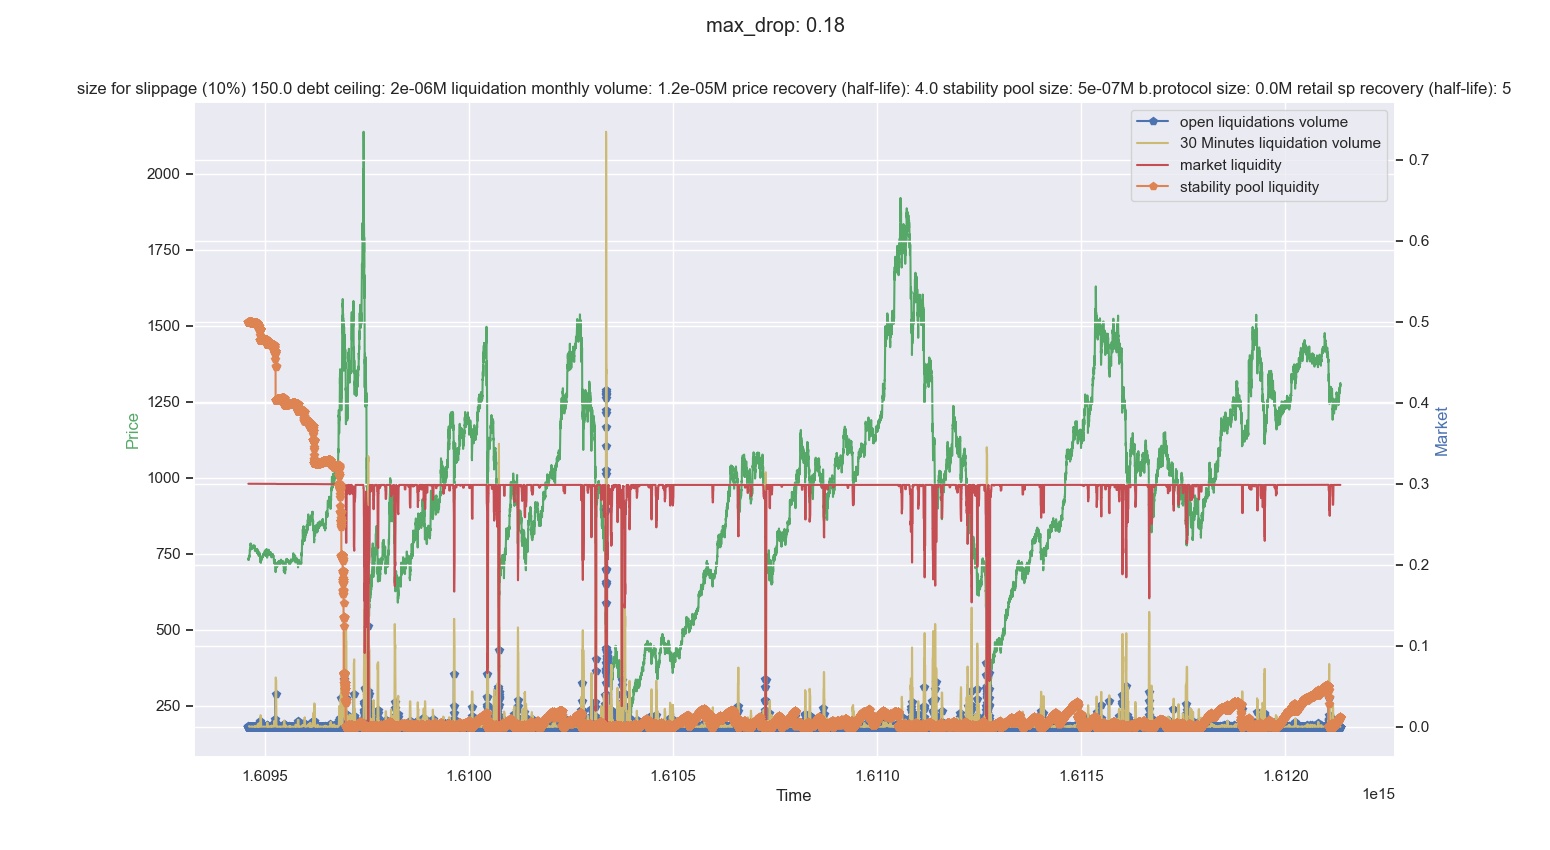 max_drop: 0.18
size for slippage (10%) 150.0 debt ceiling: 2e-06M liquidation monthly volume: 1.2e-05M price recovery (half-life): 4.0 stability pool size: 5e-07M b.protocol size: 0.0M retail sp recovery (half-life): 5
open liquidations volume
30 Minutes liquidation volume
market liquidity
stability pool liquidity
2000
1750
1500
1250
1000
750
500
250
Price
0.7
0.6
0.5
0.4
0.3
0.2
0.1
0.0
Market
1.6095 1.6100 1.6105 1.6110 1.6115 1.6120
1e15
Time